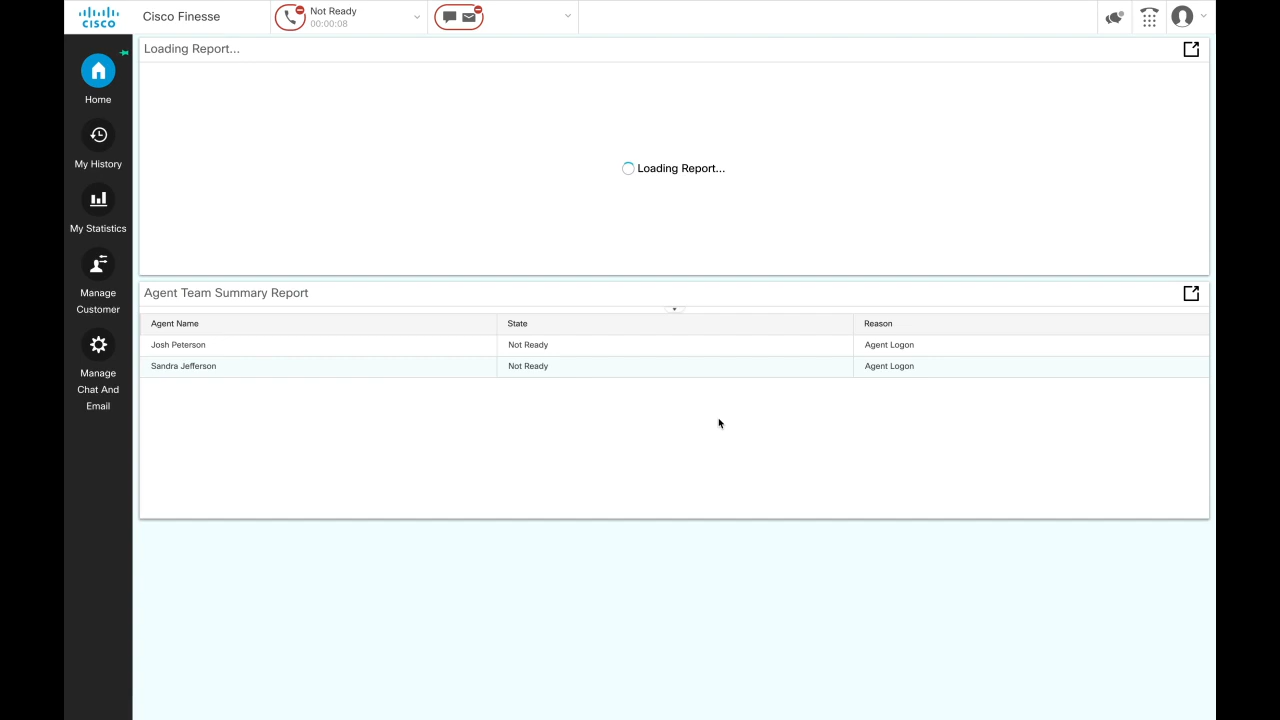 CISCO
Cisco Finesse
Not Ready
00:00:08
Home
My History
My Statistics
Manage
Customer
Manage
Chat And
Email
Loading Report...
Loading Report...
Agent Team Summary Report
Agent Name State Reason
Josh Peterson Not Ready Agent Logon
Sandra Jefferson Not Ready Agent Logon